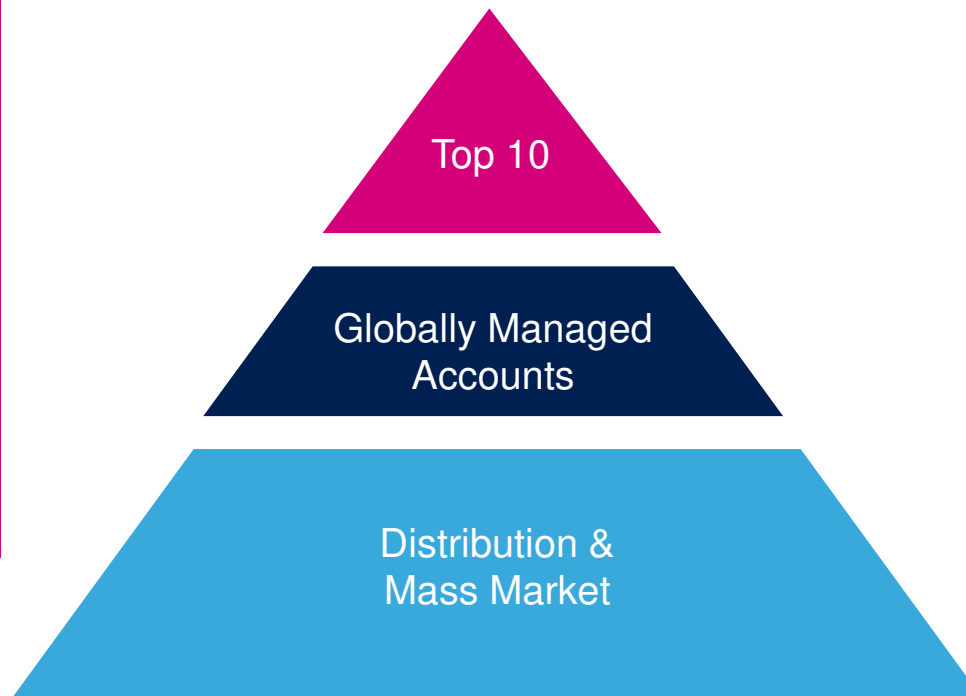 Top 10
Globally Managed
Accounts
Distribution &
Mass Market